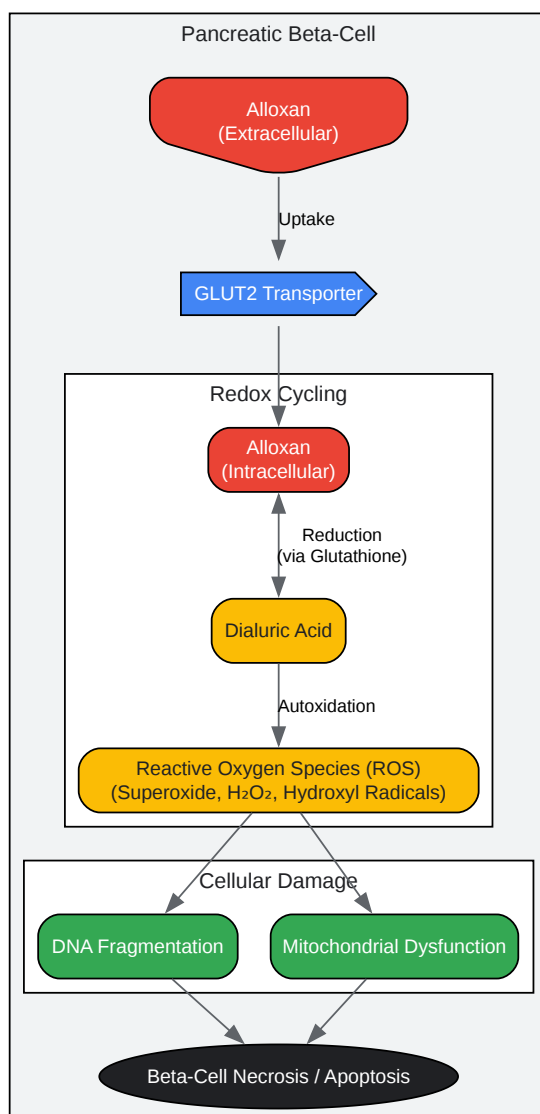 Pancreatic Beta-Cell
Alloxan
(Extracellular)
Uptake
GLUT2 Transporter
Redox Cycling
Alloxan
(Intracellular)
Reduction
(via Glutathione)
Dialuric Acid
Autoxidation
Reactive Oxygen Species (ROS)
(Superoxide, H₂O₂, Hydroxyl Radicals)
Cellular Damage
DNA Fragmentation
Mitochondrial Dysfunction
Beta-Cell Necrosis / Apoptosis